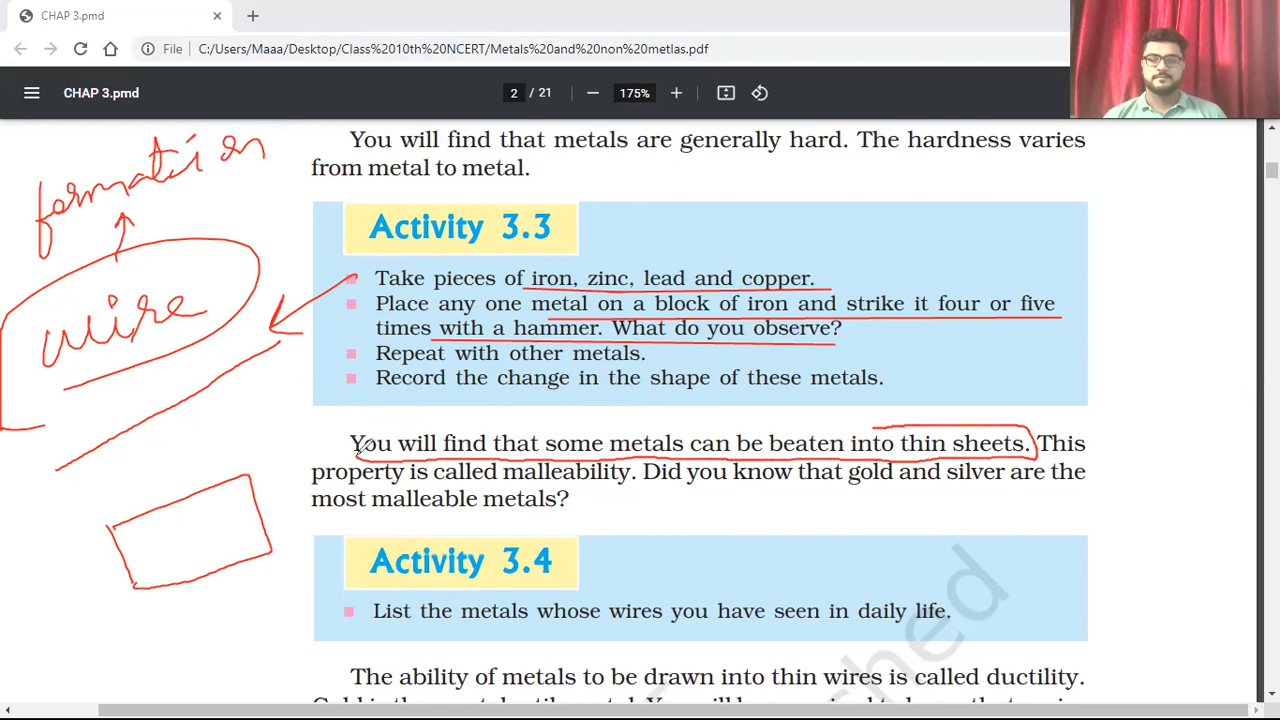 CHAP 3.pmd
File C:/Users/Maaa/Desktop/Class%2010th%20NCERT/Metals%20and%20non%20metlas.pdf
CHAP 3.pmd 2 / 21 175%
You will find that metals are generally hard. The hardness varies
from metal to metal.
formation
wire
Activity 3.3
Take pieces of iron, zinc, lead and copper.
Place any one metal on a block of iron and strike it four or five
times with a hammer. What do you observe?
Repeat with other metals.
Record the change in the shape of these metals.
You will find that some metals can be beaten into thin sheets. This
property is called malleability. Did you know that gold and silver are the
most malleable metals?
Activity 3.4
List the metals whose wires you have seen in daily life.
The ability of metals to be drawn into thin wires is called ductility.